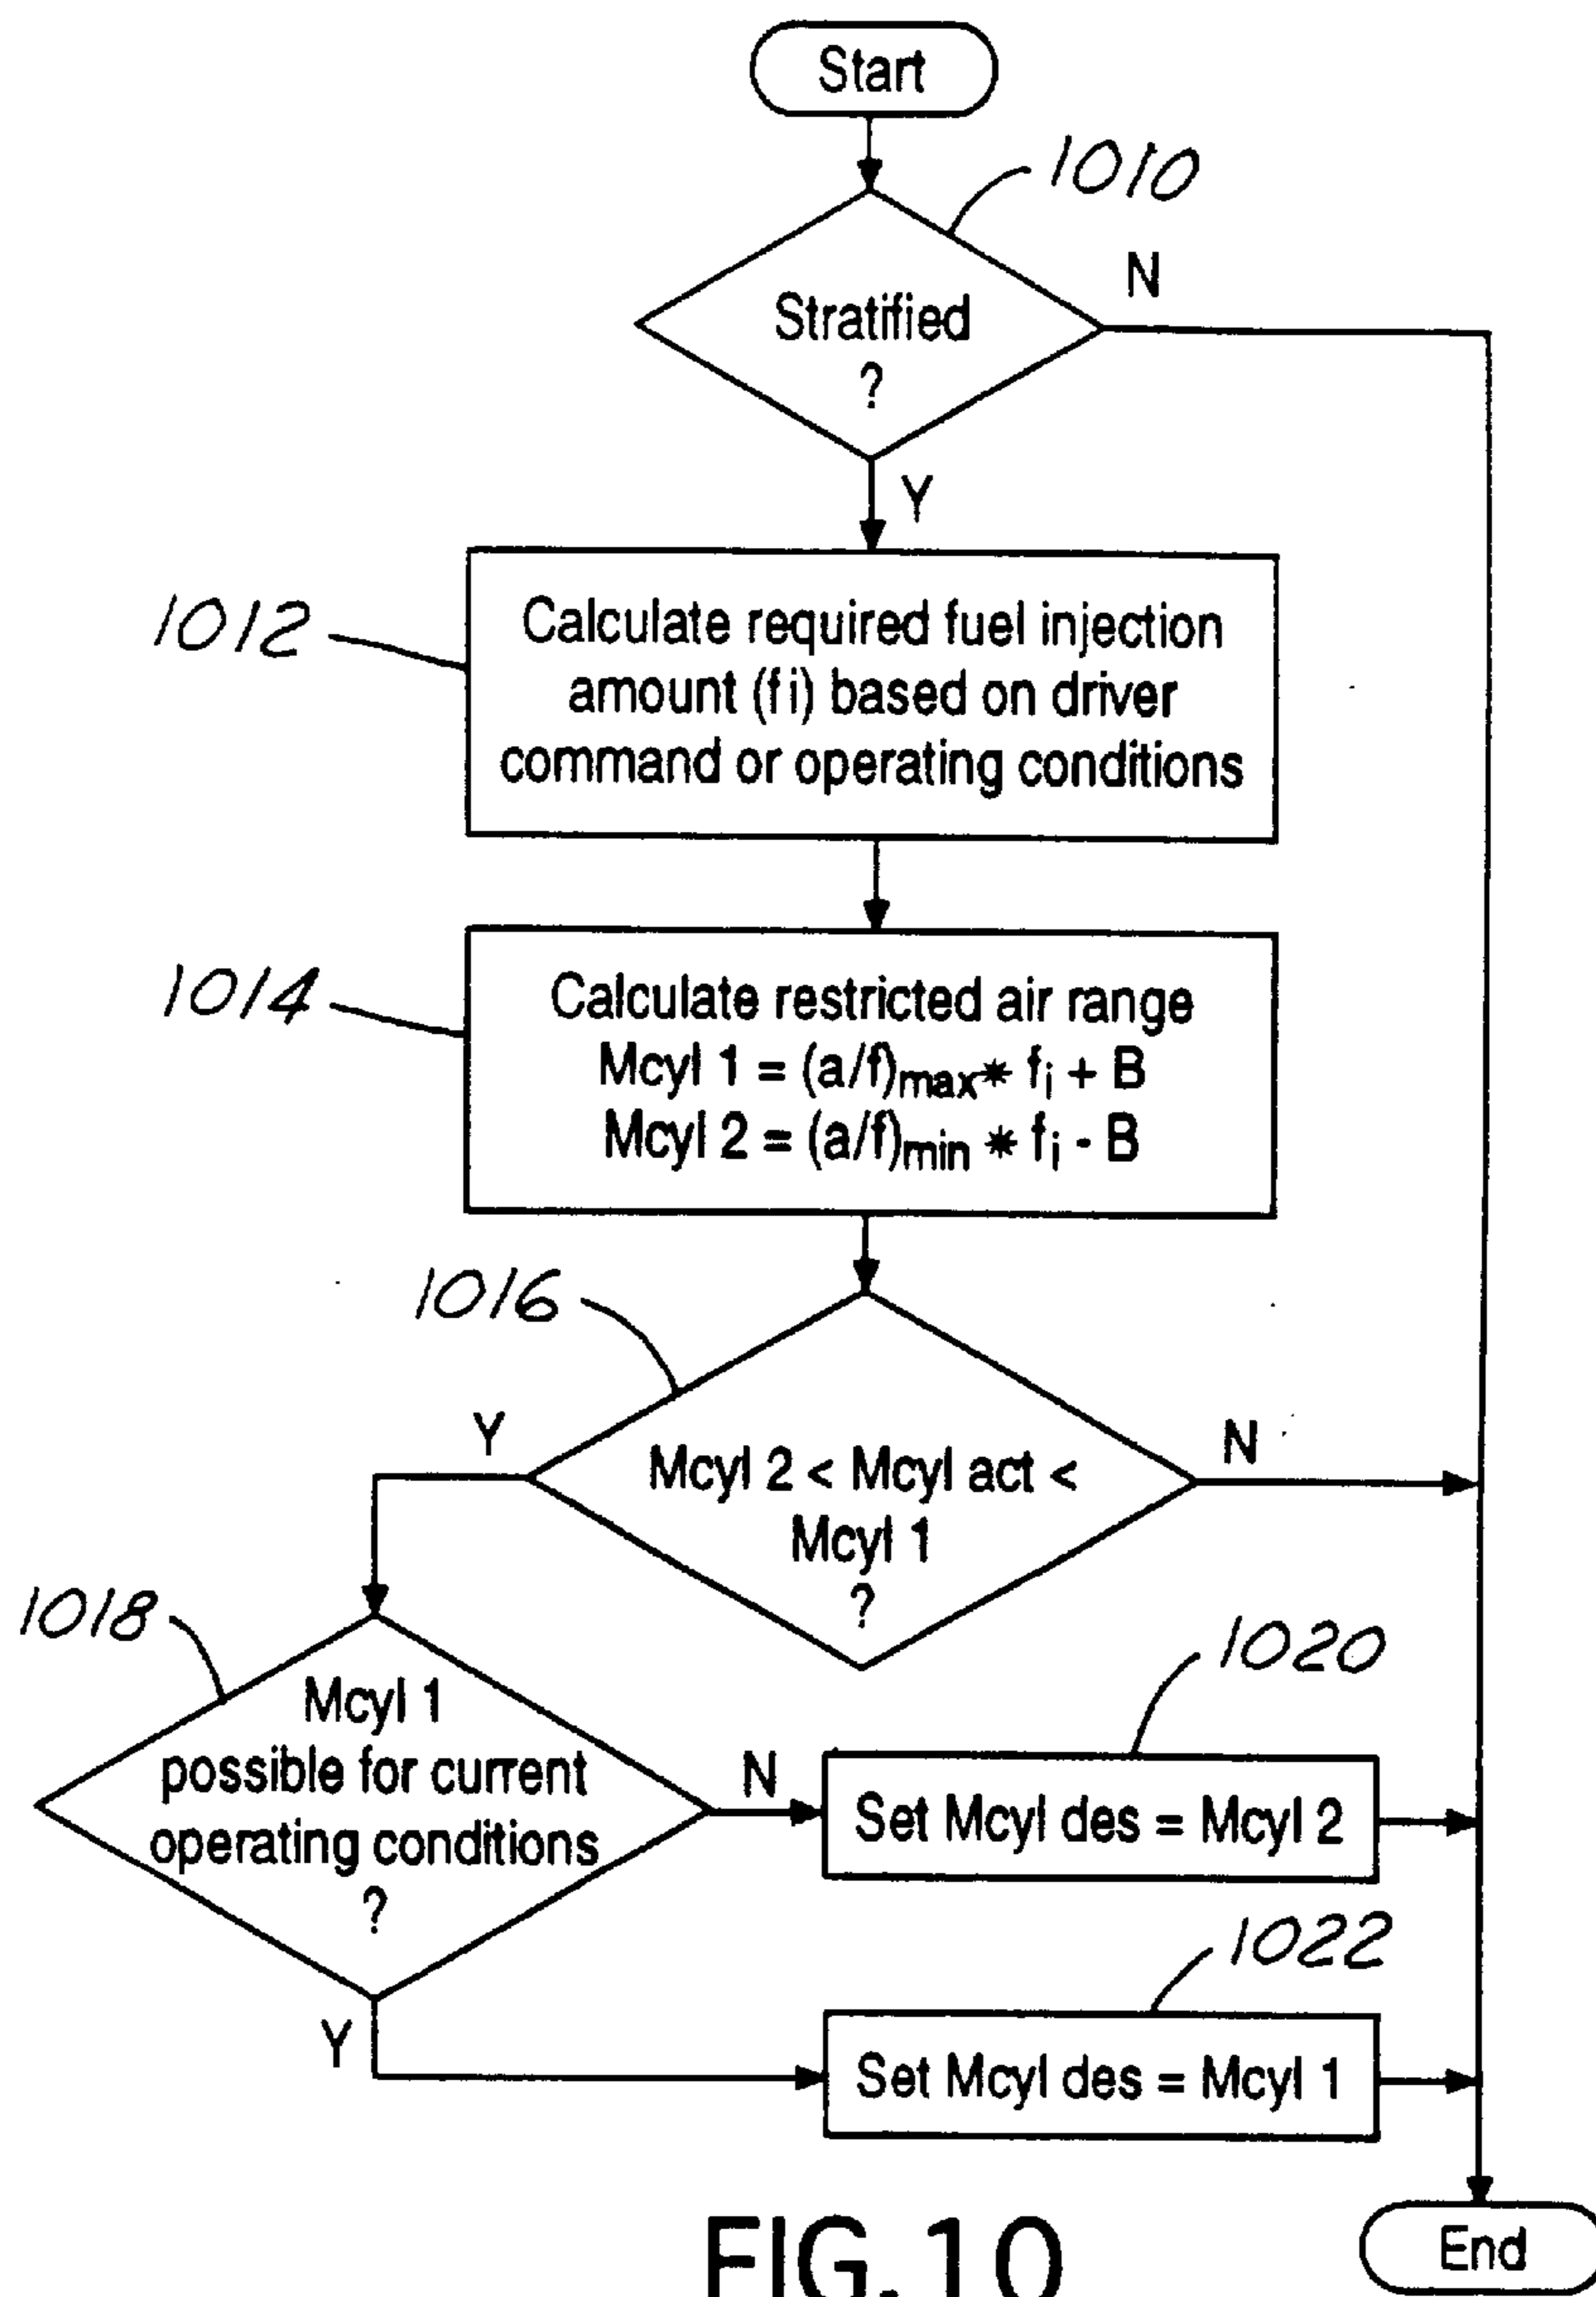 Start
1010
Stratified
?
N
Y
1012
Calculate required fuel injection
amount (fi) based on driver
command or operating conditions
1014
Calculate restricted air range
Mcyl 1 = (a/f)max* fi + B
Mcyl 2 = (a/f)min * fi - B
1016
Y
N
Mcyl 2 < Mcyl act <
Mcyl 1
?
1018
Mcyl 1
possible for current
operating conditions
?
N
1020
Set Mcyl des = Mcyl 2
Y
1022
Set Mcyl des = Mcyl 1
End
FIG.10